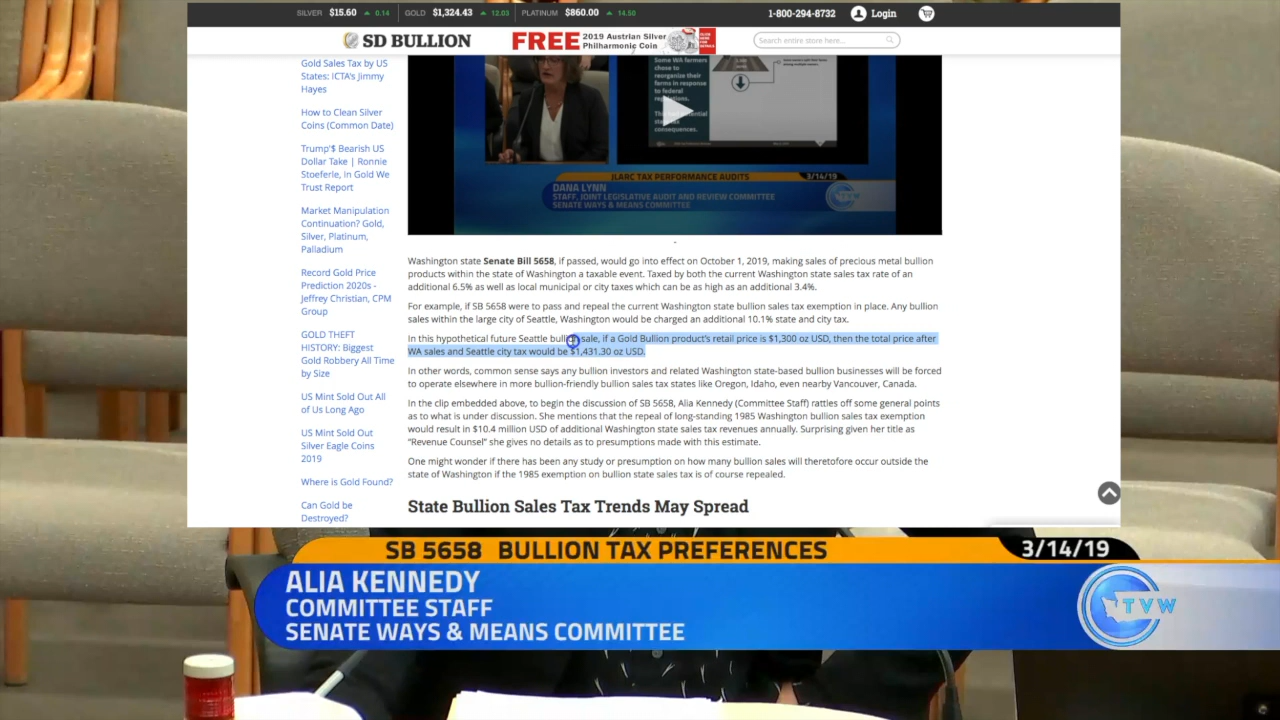 SILVER $15.60 0.14 GOLD $1,324.43 12.03 PLATINUM $860.00 14.50 1-800-294-8732 Login
SD BULLION FREE 2019 Austrian Silver Philharmonic Coin CLICK HERE FOR DETAILS Search entire store here...
Gold Sales Tax by US
States: ICTA's Jimmy
Hayes
How to Clean Silver
Coins (Common Date)
Trump'$ Bearish US
Dollar Take | Ronnie
Stoeferle, in Gold We
Trust Report
Market Manipulation
Continuation? Gold,
Silver, Platinum,
Palladium
Record Gold Price
Prediction 2020s -
Jeffrey Christian, CPM
Group
GOLD THEFT
HISTORY: Biggest
Gold Robbery All Time
by Size
US Mint Sold Out All
of Us Long Ago
US Mint Sold Out
Silver Eagle Coins
2019
Where is Gold Found?
Can Gold be
Destroyed?
Some WA farmers
chose to
reorganize their
farms in response
to federal
regulations.
consequences.
JLARC TAX PERFORMANCE AUDITS 3/14/19
DANA LYNN
STAFF, JOINT LEGISLATIVE AUDIT AND REVIEW COMMITTEE
SENATE WAYS & MEANS COMMITTEE
Washington state Senate Bill 5658, if passed, would go into effect on October 1, 2019, making sales of precious metal bullion
products within the state of Washington a taxable event. Taxed by both the current Washington state sales tax rate of an
additional 6.5% as well as local municipal or city taxes which can be as high as an additional 3.4%.
For example, if SB 5658 were to pass and repeal the current Washington state bullion sales tax exemption in place. Any bullion
sales within the large city of Seattle, Washington would be charged an additional 10.1% state and city tax.
In this hypothetical future Seattle bullion sale, if a Gold Bullion product's retail price is $1,300 oz USD, then the total price after
WA sales and Seattle city tax would be $1,431.30 oz USD.
In other words, common sense says any bullion investors and related Washington state-based bullion businesses will be forced
to operate elsewhere in more bullion-friendly bullion sales tax states like Oregon, Idaho, even nearby Vancouver, Canada.
In the clip embedded above, to begin the discussion of SB 5658, Alia Kennedy (Committee Staff) rattles off some general points
as to what is under discussion. She mentions that the repeal of long-standing 1985 Washington bullion sales tax exemption
would result in $10.4 million USD of additional Washington state sales tax revenues annually. Surprising given her title as
“Revenue Counsel” she gives no details as to presumptions made with this estimate.
One might wonder if there has been any study or presumption on how many bullion sales will theretofore occur outside the
state of Washington if the 1985 exemption on bullion state sales tax is of course repealed.
State Bullion Sales Tax Trends May Spread
SB 5658 BULLION TAX PREFERENCES 3/14/19
ALIA KENNEDY
COMMITTEE STAFF
SENATE WAYS & MEANS COMMITTEE
TVW